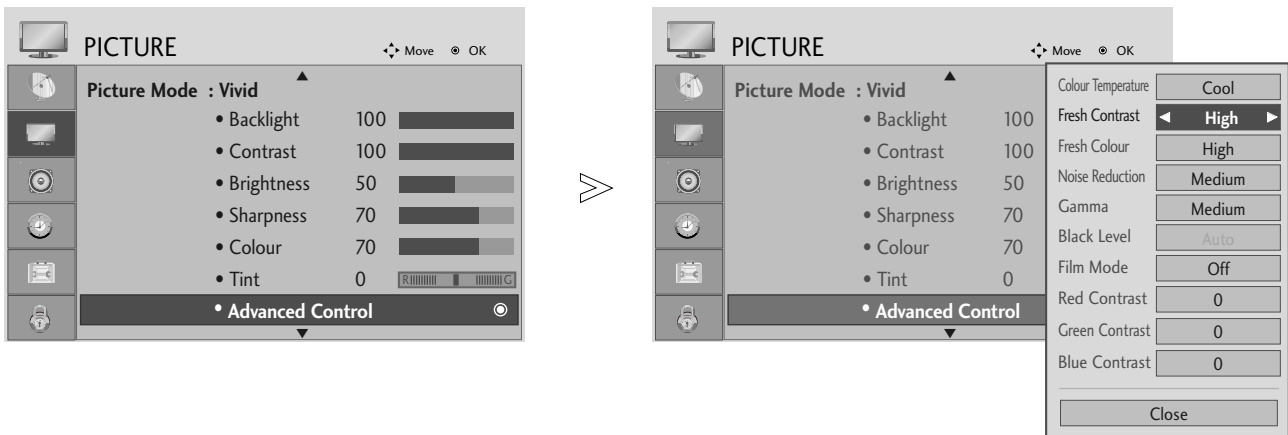 PICTURE
Move OK
Picture Mode : Vivid
• Backlight 100
• Contrast 100
• Brightness 50
• Sharpness 70
• Colour 70
• Tint 0 R G
• Advanced Control
PICTURE
Move OK
Picture Mode : Vivid
• Backlight 100
• Contrast 100
• Brightness 50
• Sharpness 70
• Colour 70
• Tint 0
• Advanced Control
Colour Temperature Cool
Fresh Contrast High
Fresh Colour High
Noise Reduction Medium
Gamma Medium
Black Level Auto
Film Mode Off
Red Contrast 0
Green Contrast 0
Blue Contrast 0
Close